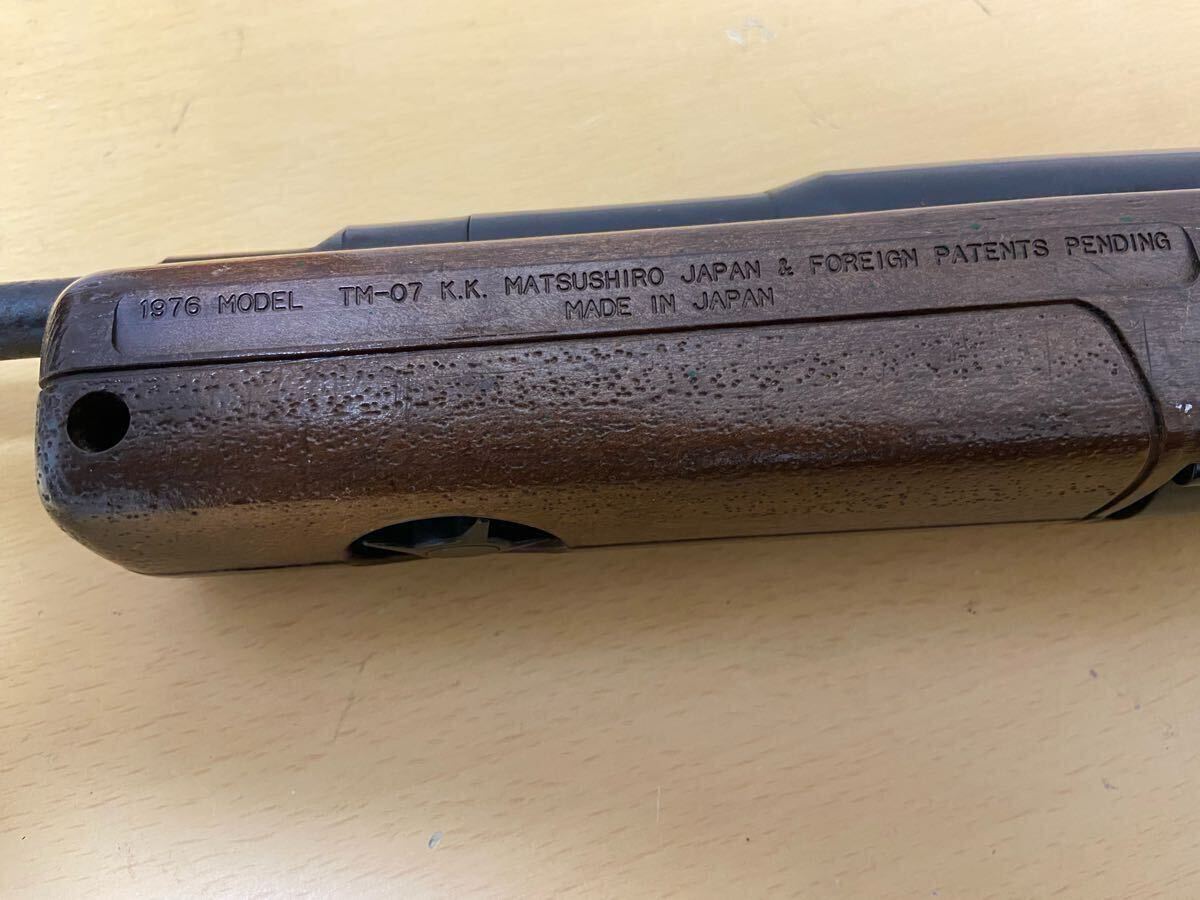 1976 MODEL TM-07 K.K. MATSUSHIRO JAPAN & FOREIGN PATENTS PENDING
MADE IN JAPAN